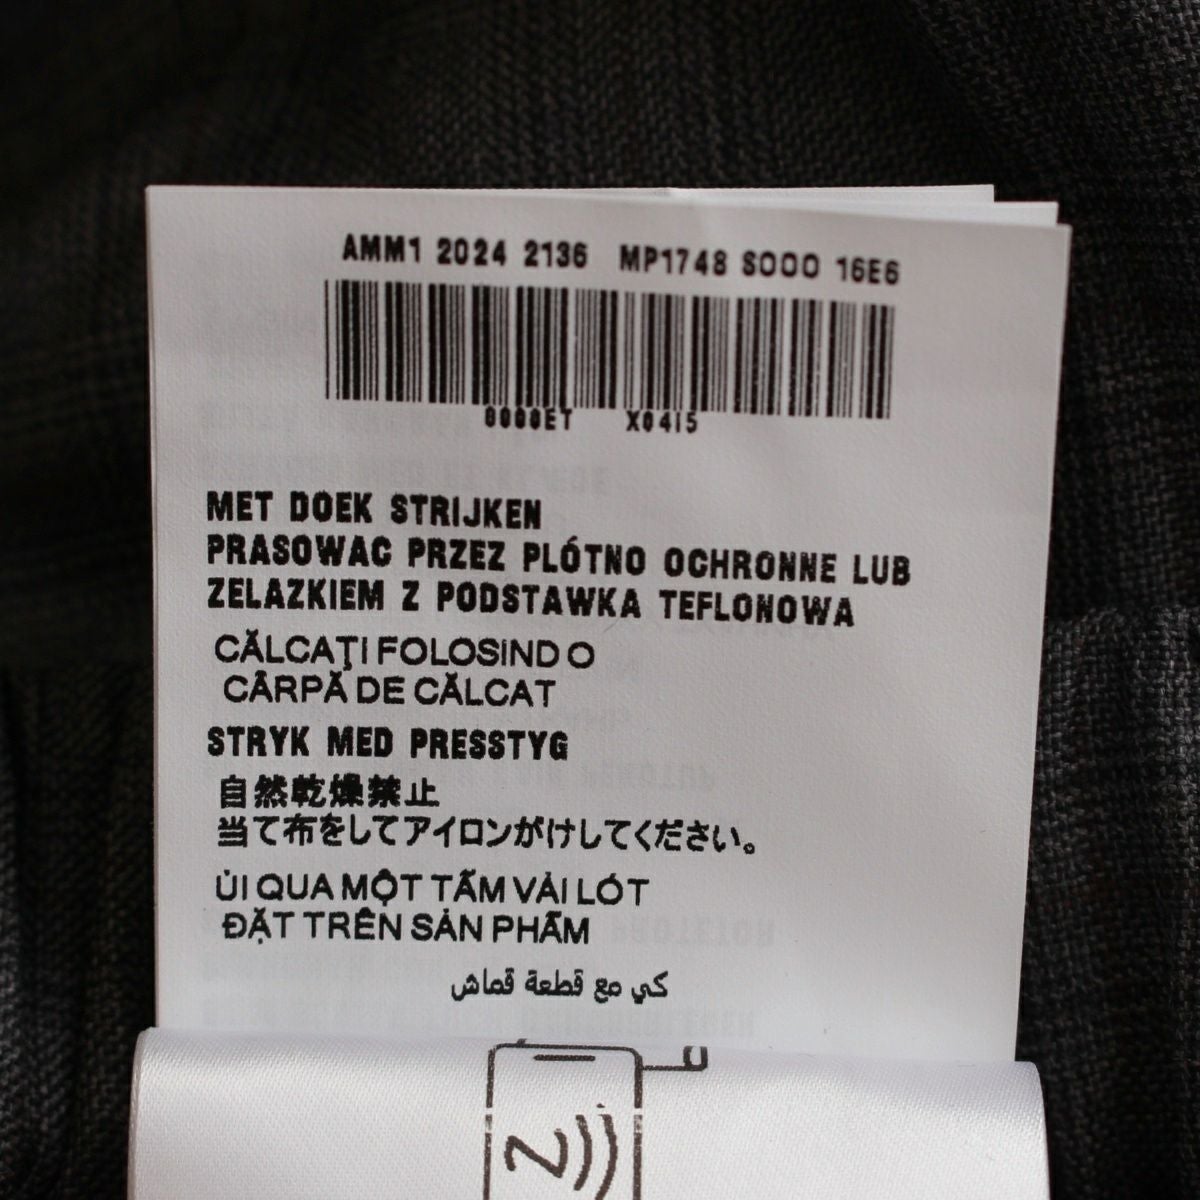 AMM1 2024 2136 MP1748 S000 16E6
0000ET X04I5
MET DOEK STRIJKEN
PRASOWAC PRZEZ PLÓTNO OCHRONNE LUB
ZELAZKIEM Z PODSTAWKA TEFLONOWA
CĂLCAŢI FOLOSIND O
CÂRPĂ DE CĂLCAT
STRYK MED PRESSTYG
自然乾燥禁止
当て布をしてアイロンがけしてください。
ỦI QUA MỘT TẤM VẢI LÓT
ĐẶT TRÊN SẢN PHẨM
كي مع قطعة قماش